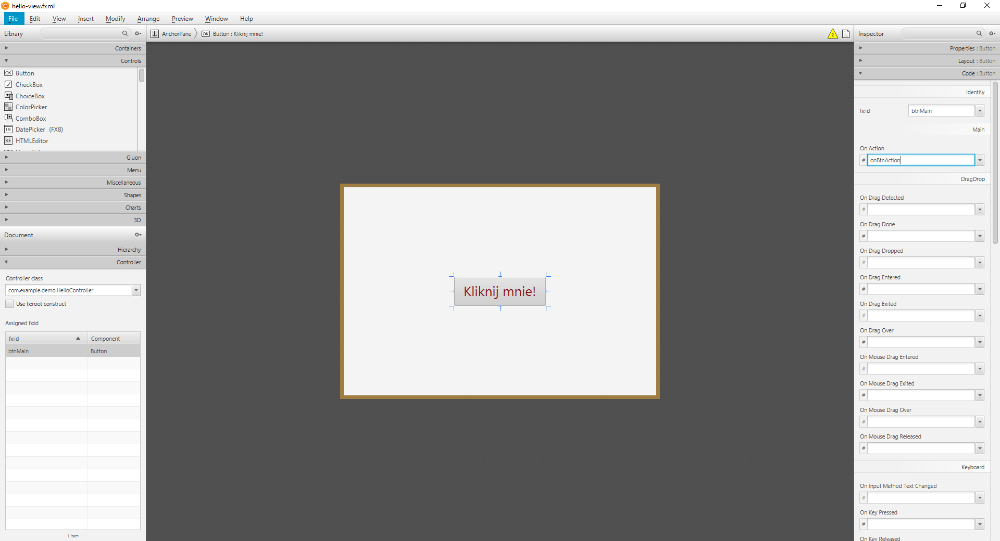 hello-view.fxml
File Edit View Insert Modify Arrange Preview Window Help
Library
Containers
Controls
OK Button
CheckBox
ChoiceBox
ColorPicker
ComboBox
19 DatePicker (FX8)
HTMLEditor
Gluon
Menu
Miscellaneous
Shapes
Charts
3D
Document
Hierarchy
Controller
Controller class
com.example.demo.HelloController
Use fx:root construct
Assigned fx:id
fx:id Component
btnMain Button
1 item
AnchorPane OK Button : Kliknij mnie!
2
Kliknij mnie!
Inspector
Properties : Button
Layout : Button
Code : Button
Identity
fx:id btnMain
Main
On Action
# onBtnAction
DragDrop
On Drag Detected
#
On Drag Done
#
On Drag Dropped
#
On Drag Entered
#
On Drag Exited
#
On Drag Over
#
On Mouse Drag Entered
#
On Mouse Drag Exited
#
On Mouse Drag Over
#
On Mouse Drag Released
#
Keyboard
On Input Method Text Changed
#
On Key Pressed
#
On Key Released